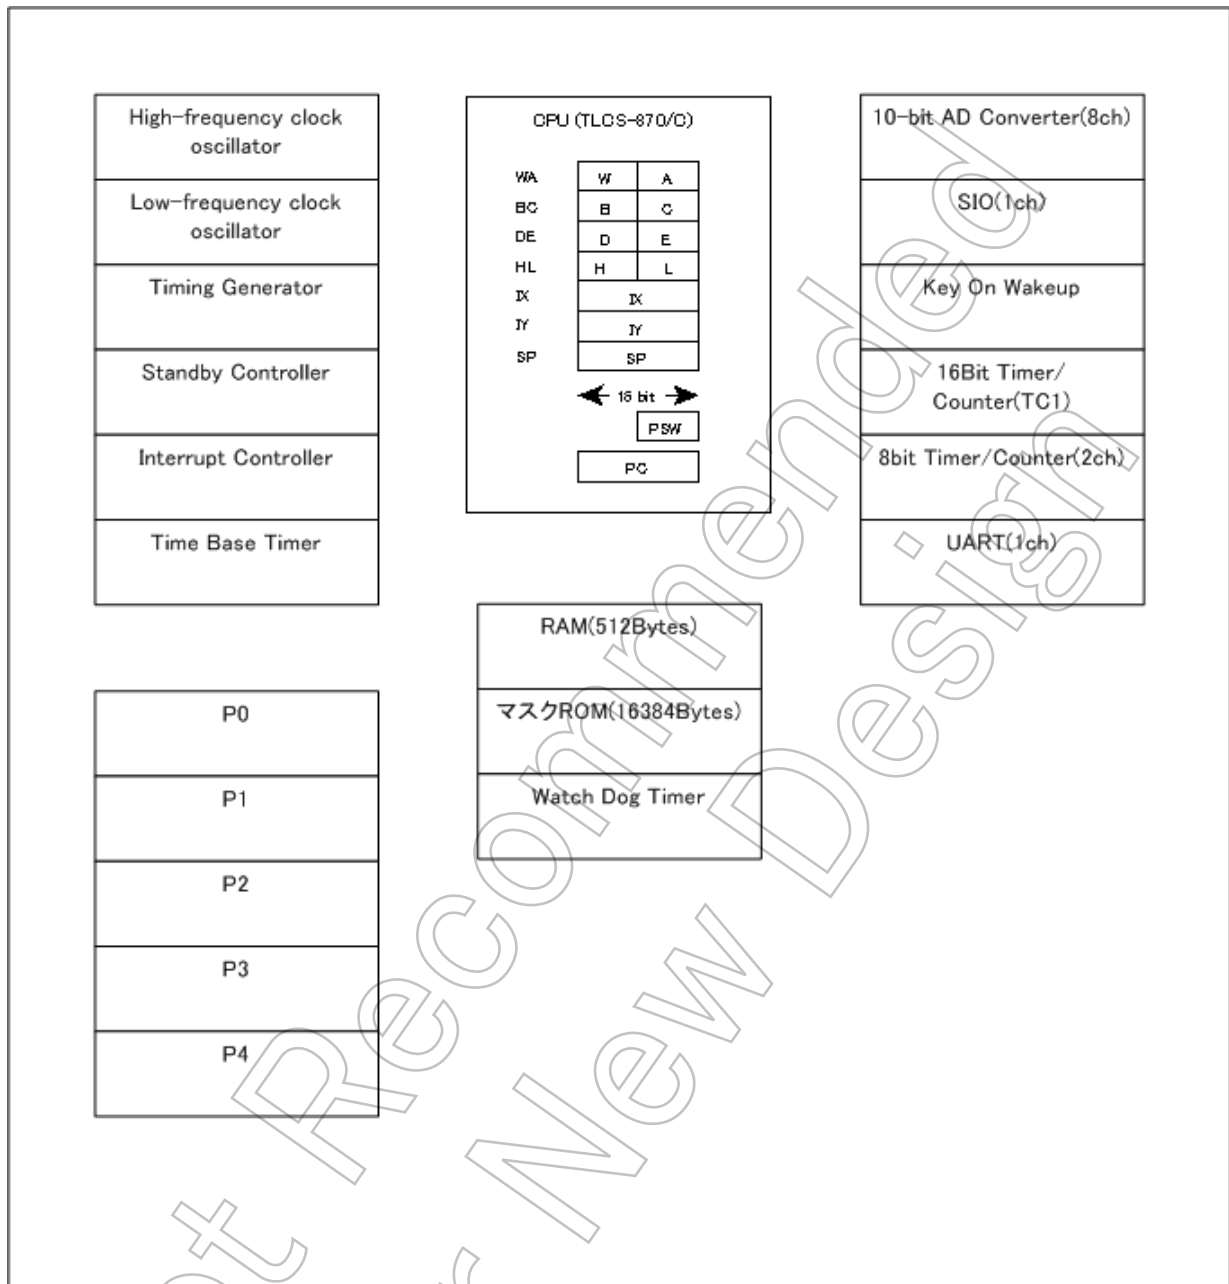 High-frequency clock
oscillator
Low-frequency clock
oscillator
Timing Generator
Standby Controller
Interrupt Controller
Time Base Timer
CPU (TLCS-870/C)
WA W A
BC B C
DE D E
HL H L
IX IX
IY IY
SP SP
16 bit
PSW
PC
10-bit AD Converter(8ch)
SIO(1ch)
Key On Wakeup
16Bit Timer/
Counter(TC1)
8bit Timer/Counter(2ch)
UART(1ch)
RAM(512Bytes)
マスクROM(16384Bytes)
Watch Dog Timer
P0
P1
P2
P3
P4
Recommended
New Design